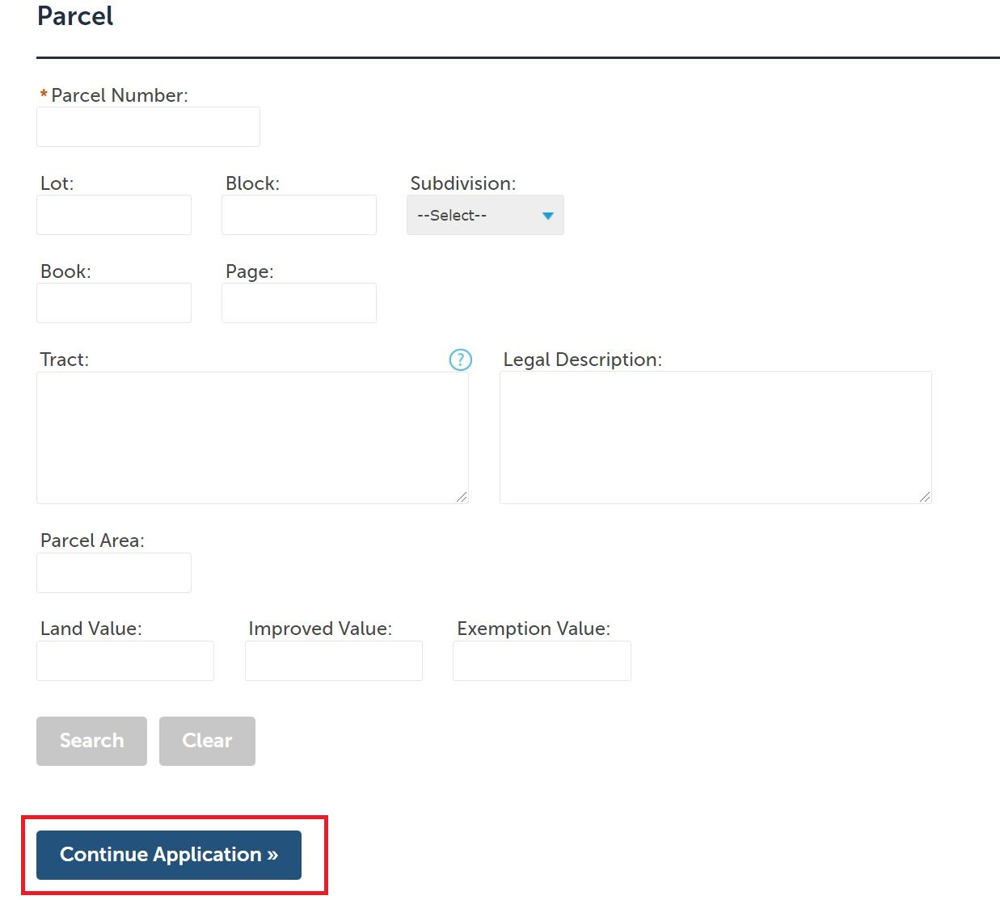 Parcel
* Parcel Number:
Lot: Block: Subdivision:
--Select--
Book: Page:
Tract: ? Legal Description:
Parcel Area:
Land Value: Improved Value: Exemption Value:
Search Clear
Continue Application »